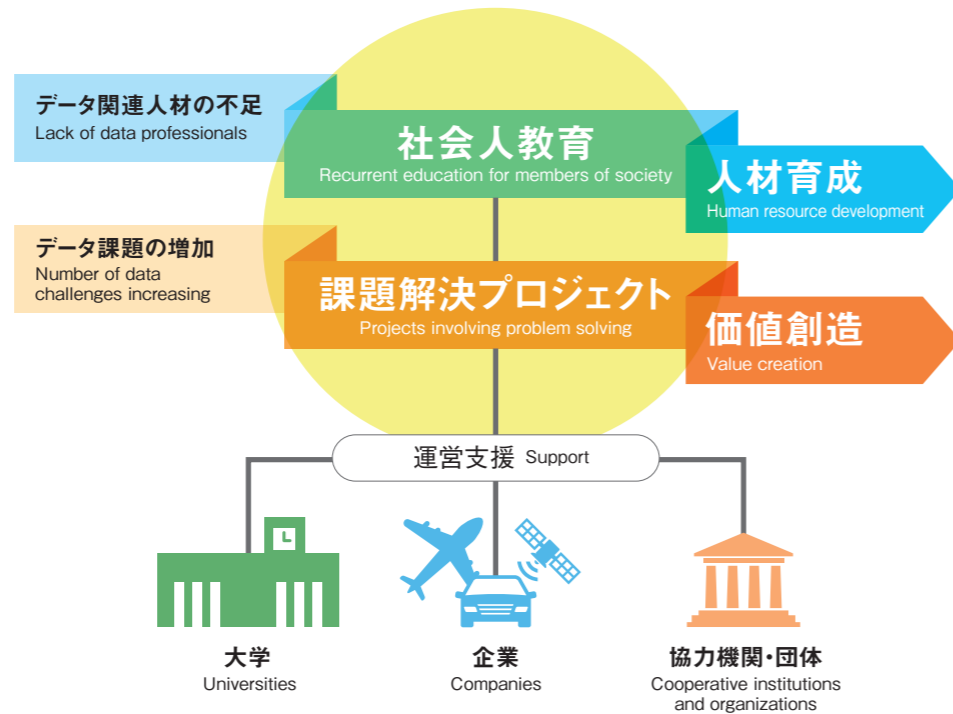 データ関連人材の不足
Lack of data professionals
社会人教育
Recurrent education for members of society
人材育成
Human resource development
データ課題の増加
Number of data
challenges increasing
課題解決プロジェクト
Projects involving problem solving
価値創造
Value creation
運営支援 Support
大学
Universities
企業
Companies
協力機関・団体
Cooperative institutions
and organizations